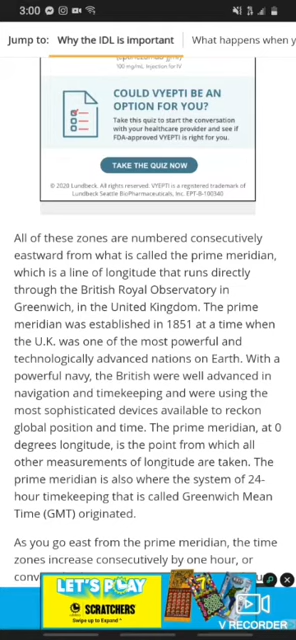 3:00
Jump to: Why the IDL is important What happens when y
100 mg/mL injection for IV
COULD VYEPTI BE AN
OPTION FOR YOU?
Take this quiz to start the conversation
with your healthcare provider and see if
FDA-approved VYEPTI is right for you.
TAKE THE QUIZ NOW
© 2020 Lundbeck. All rights reserved. VYEPTI is a registered trademark of
Lundbeck Seattle BioPharmaceuticals, Inc. EPT-B-100340
All of these zones are numbered consecutively
eastward from what is called the prime meridian,
which is a line of longitude that runs directly
through the British Royal Observatory in
Greenwich, in the United Kingdom. The prime
meridian was established in 1851 at a time when
the U.K. was one of the most powerful and
technologically advanced nations on Earth. With a
powerful navy, the British were well advanced in
navigation and timekeeping and were using the
most sophisticated devices available to reckon
global position and time. The prime meridian, at 0
degrees longitude, is the point from which all
other measurements of longitude are taken. The
prime meridian is also where the system of 24-
hour timekeeping that is called Greenwich Mean
Time (GMT) originated.
As you go east from the prime meridian, the time
zones increase consecutively by one hour, or
conv
LET'S PLAY
SCRATCHERS
Swipe up to Expand
V RECORDER